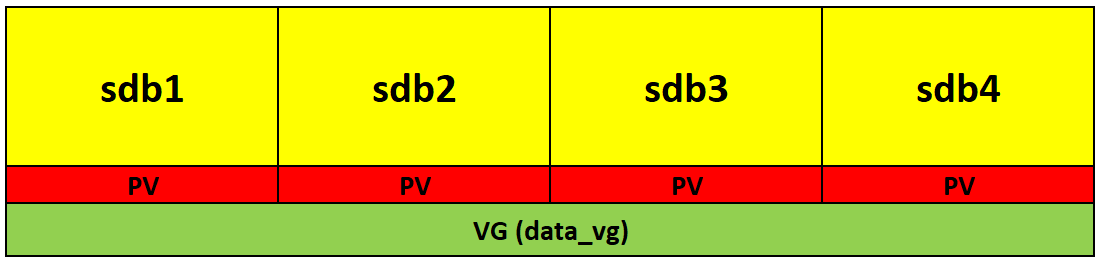 sdb1 sdb2 sdb3 sdb4
PV PV PV PV
VG (data_vg)